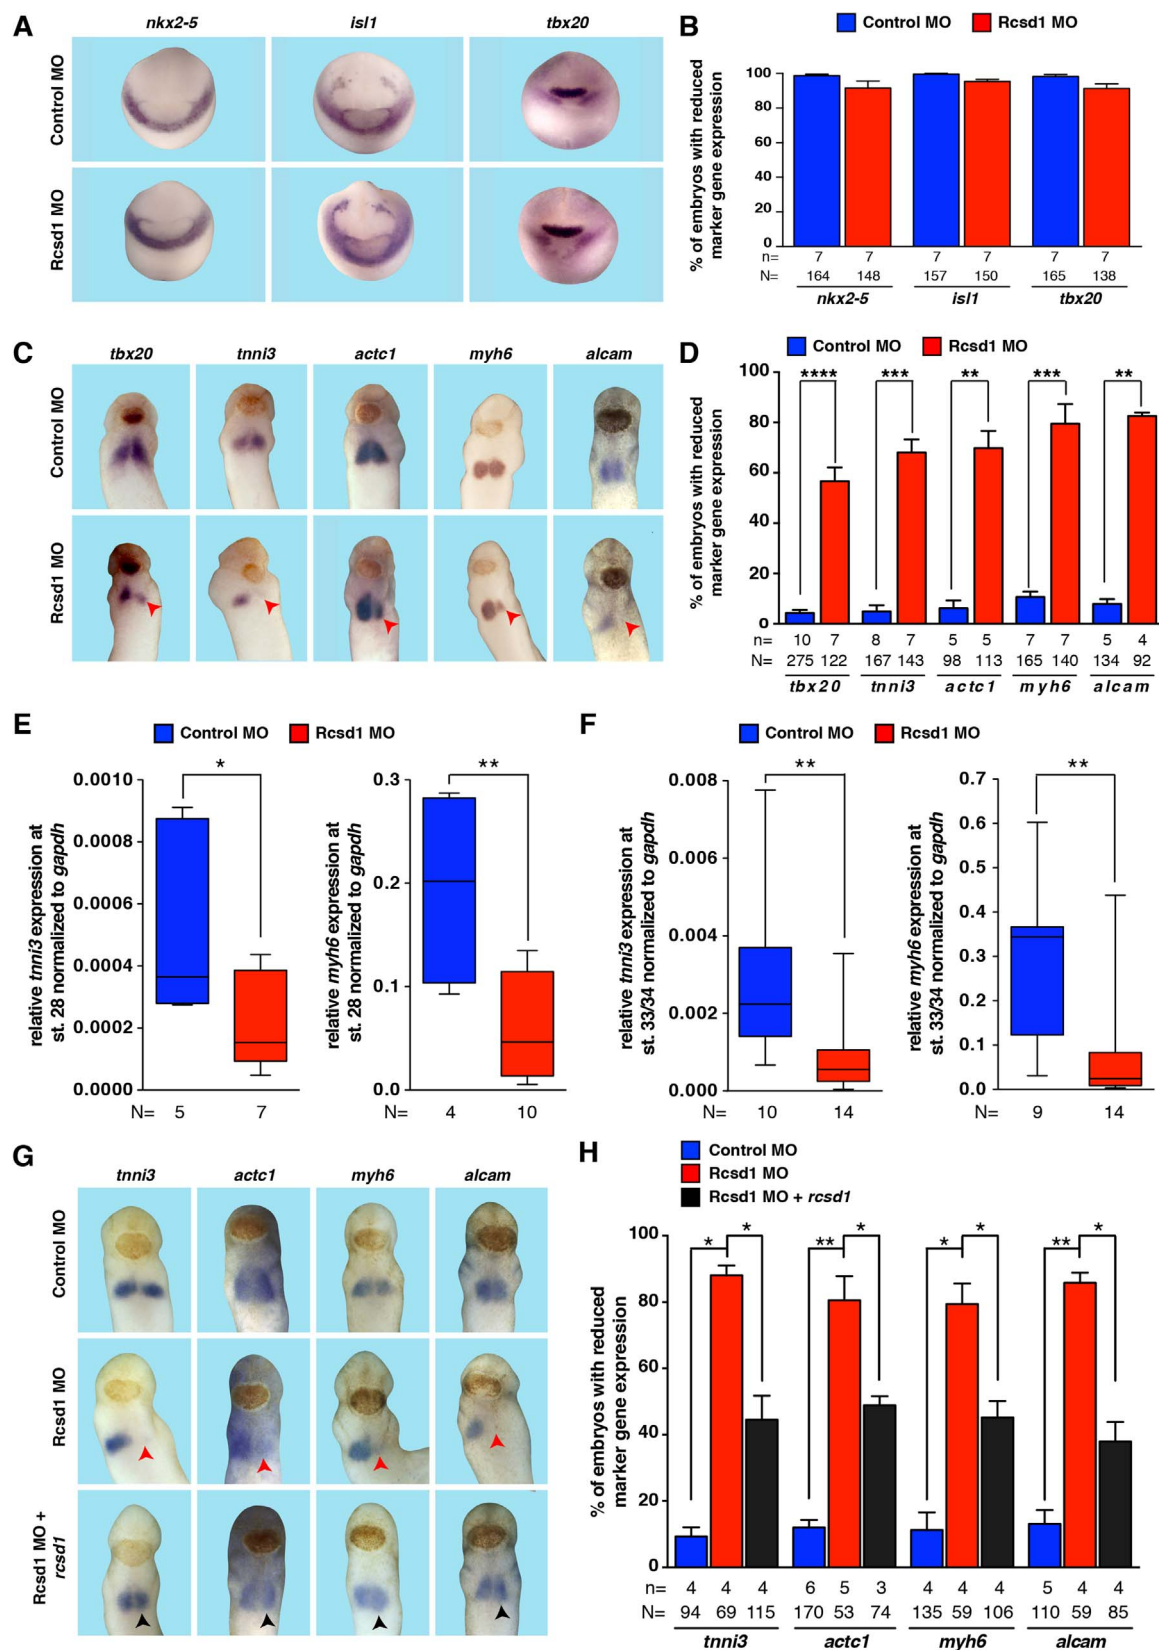 A
nkx2-5 isl1 tbx20
Control MO
Rcsd1 MO
B
Control MO Rcsd1 MO
% of embryos with reduced
marker gene expression
100
80
60
40
20
0
n= 7 7 7 7 7 7
N= 164 148 157 150 165 138
nkx2-5 isl1 tbx20
C
tbx20 tnni3 actc1 myh6 alcam
Control MO
Rcsd1 MO
D
Control MO Rcsd1 MO
% of embryos with reduced
marker gene expression
100
80
60
40
20
0
**** *** ** *** **
n= 10 7 8 7 5 5 7 7 5 4
N= 275 122 167 143 98 113 165 140 134 92
tbx20 tnni3 actc1 myh6 alcam
E
Control MO Rcsd1 MO
relative tnni3 expression at
st. 28 normalized to gapdh
0.0010
0.0008
0.0006
0.0004
0.0002
0.0000
*
N= 5 7
relative myh6 expression at
st. 28 normalized to gapdh
0.3
0.2
0.1
0.0
**
N= 4 10
F
Control MO Rcsd1 MO
relative tnni3 expression at
st. 33/34 normalized to gapdh
0.008
0.006
0.004
0.002
0.000
**
N= 10 14
relative myh6 expression at
st. 33/34 normalized to gapdh
0.7
0.6
0.5
0.4
0.3
0.2
0.1
0.0
**
N= 9 14
G
tnni3 actc1 myh6 alcam
Control MO
Rcsd1 MO
Rcsd1 MO +
rcsd1
H
Control MO
Rcsd1 MO
Rcsd1 MO + rcsd1
% of embryos with reduced
marker gene expression
100
80
60
40
20
0
* * ** * * * ** *
n= 4 4 4 6 5 3 4 4 4 5 4 4
N= 94 69 115 170 53 74 135 59 106 110 59 85
tnni3 actc1 myh6 alcam